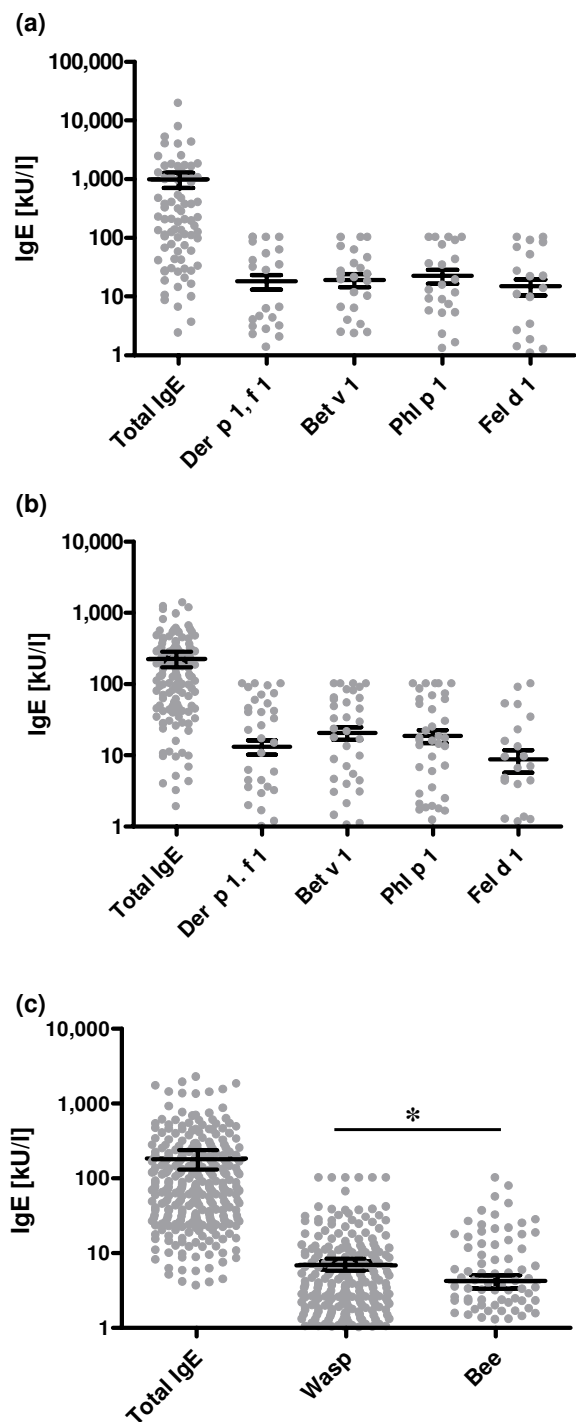 (a)
100,000
10,000
1,000
100
10
1
IgE [kU/l]
Total IgE
Der p 1, f 1
Bet v 1
Phl p 1
Fel d 1
(b)
10,000
1,000
100
10
1
IgE [kU/l]
Total IgE
Der p 1. f 1
Bet v 1
Phl p 1
Fel d 1
(c)
10,000
1,000
100
10
1
IgE [kU/l]
*
Total IgE
Wasp
Bee